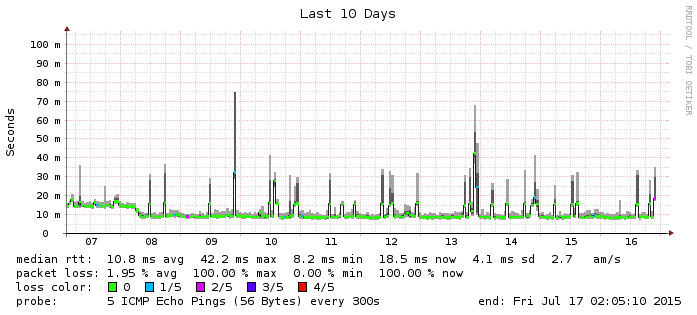 Last 10 Days
RRDTOOL / TOBI OETIKER
Seconds
100 m
90 m
80 m
70 m
60 m
50 m
40 m
30 m
20 m
10 m
0
07 08 09 10 11 12 13 14 15 16
median rtt: 10.8 ms avg 42.2 ms max 8.2 ms min 18.5 ms now 4.1 ms sd 2.7 am/s
packet loss: 1.95 % avg 100.00 % max 0.00 % min 100.00 % now
loss color: 0 1/5 2/5 3/5 4/5
probe: 5 ICMP Echo Pings (56 Bytes) every 300s end: Fri Jul 17 02:05:10 2015